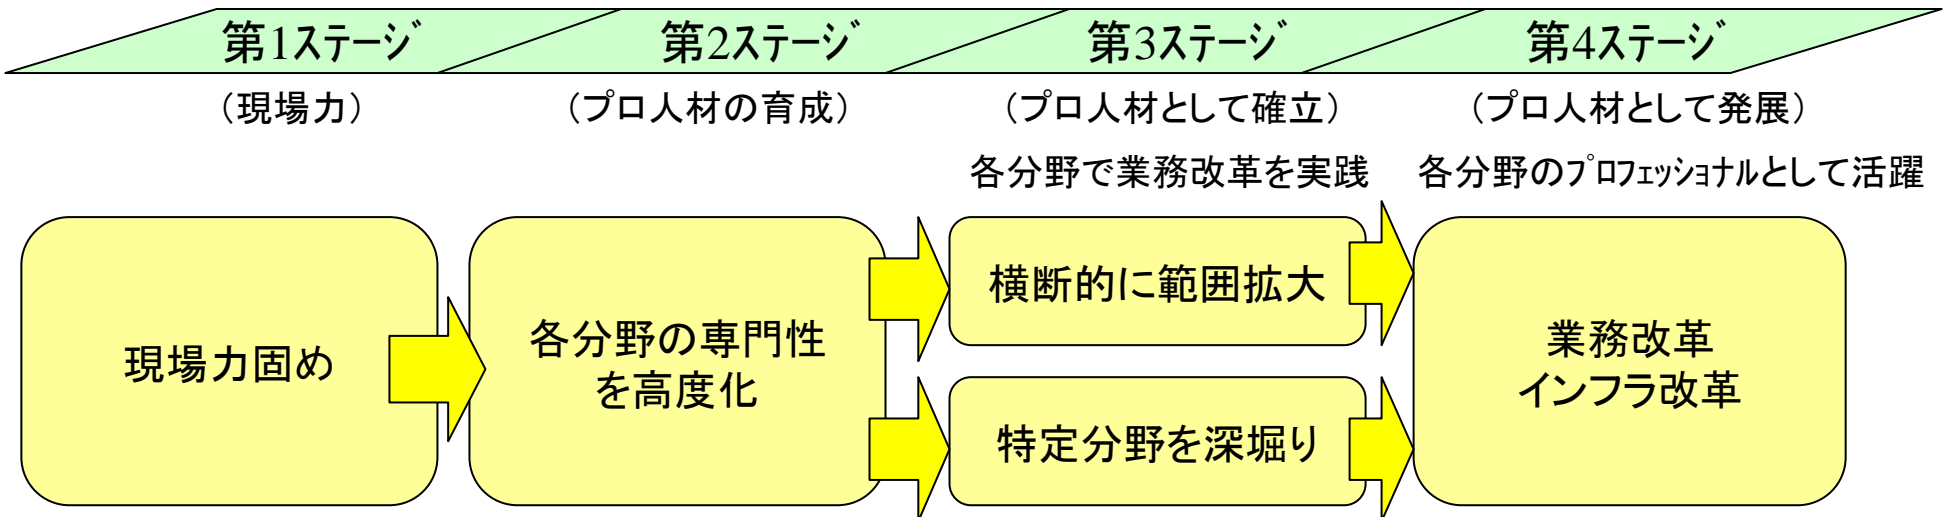 第1ステージ
第2ステージ
第3ステージ
第4ステージ
（現場力）
（プロ人材の育成）
（プロ人材として確立）
（プロ人材として発展）
各分野で業務改革を実践
各分野のﾌﾟﾛﾌｪｯｼｮﾅﾙとして活躍
現場力固め
各分野の専門性
を高度化
横断的に範囲拡大
特定分野を深堀り
業務改革
インフラ改革